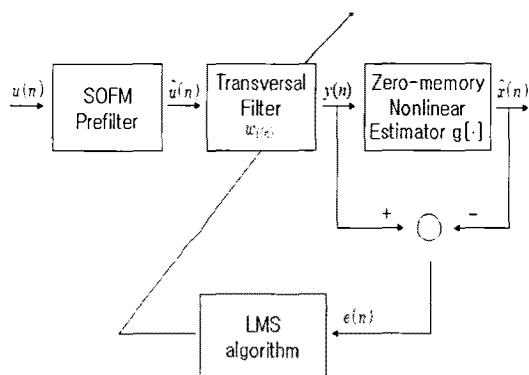 u(n)
SOFM
Prefilter
û(n)
Transversal
Filter
y(n)
Zero-memory
Nonlinear
Estimator g[·]
x̂(n)
+
−
LMS
algorithm
e(n)